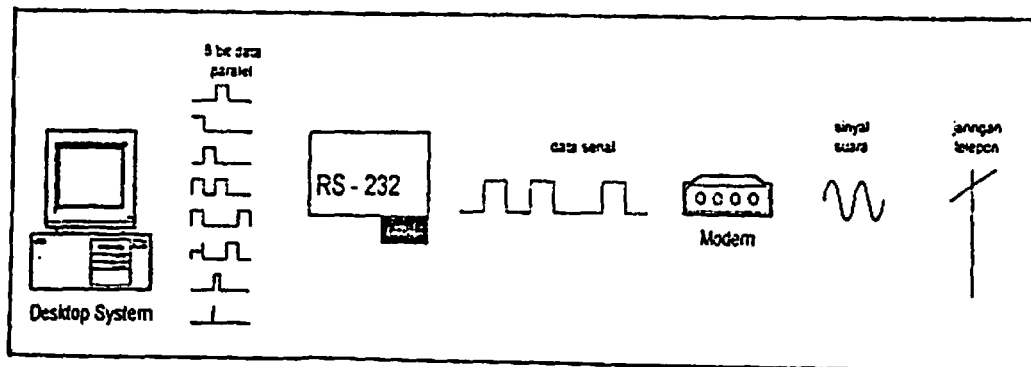 8 bit data
paralel
RS - 232
data serial
sinyal
suara
jaringan
telepon
Modem
Desktop System